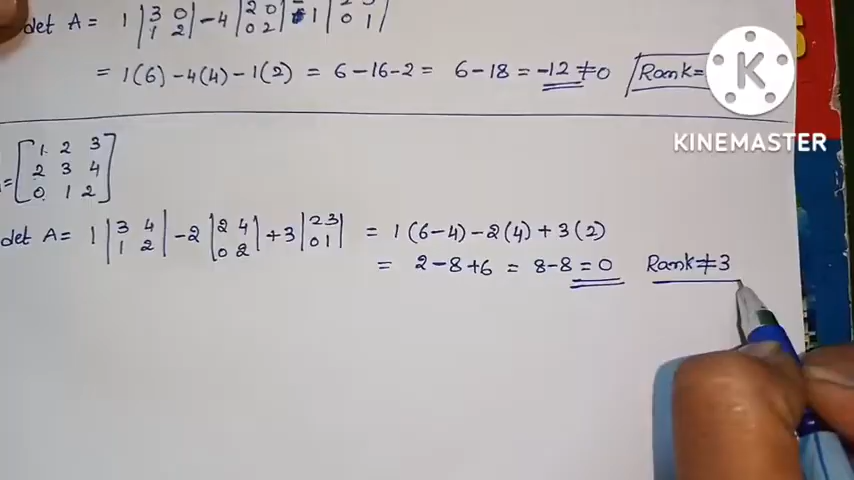 det A = 1 |3 0 1 2| -4 |2 0 0 2| 1 | 0 1|
= 1(6) -4(4) -1(2) = 6-16-2 = 6-18 = -12 ≠0 Rank=
K
KINEMASTER
= [1 2 3
2 3 4
0 1 2]
det A = 1 |3 4 1 2| -2 |2 4 0 2| +3 |2 3 0 1| = 1(6-4) -2(4) +3(2)
= 2-8+6 = 8-8 = 0 Rank≠3